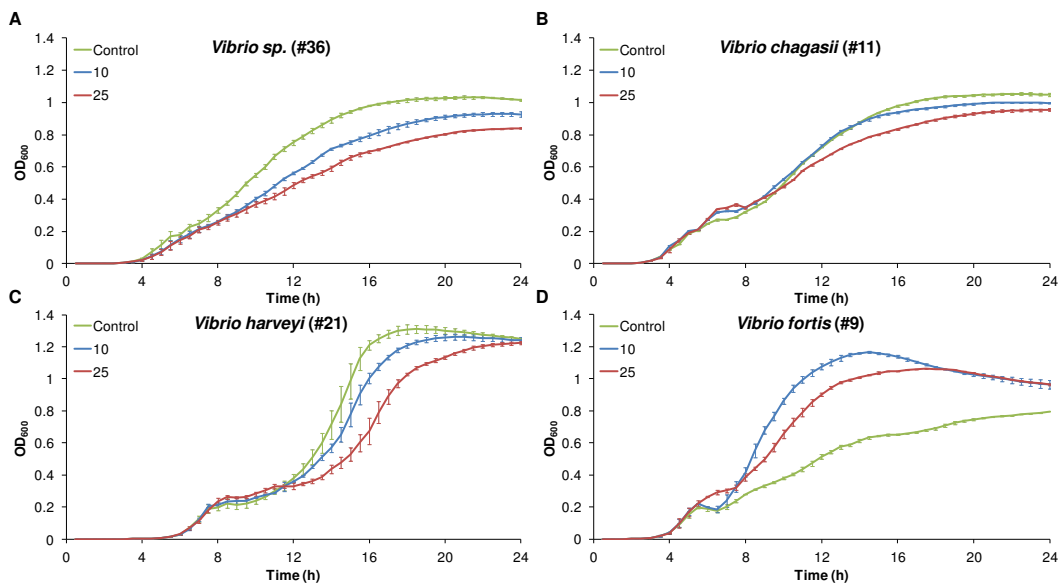 A
Vibrio sp. (#36)
Control
10
25
OD600
1.4
1.2
1
0.8
0.6
0.4
0.2
0
0 4 8 12 16 20 24
Time (h)
B
Vibrio chagasii (#11)
Control
10
25
OD600
1.4
1.2
1
0.8
0.6
0.4
0.2
0
0 4 8 12 16 20 24
Time (h)
C
Vibrio harveyi (#21)
Control
10
25
OD600
1.4
1.2
1
0.8
0.6
0.4
0.2
0
0 4 8 12 16 20 24
Time (h)
D
Vibrio fortis (#9)
Control
10
25
OD600
1.4
1.2
1
0.8
0.6
0.4
0.2
0
0 4 8 12 16 20 24
Time (h)